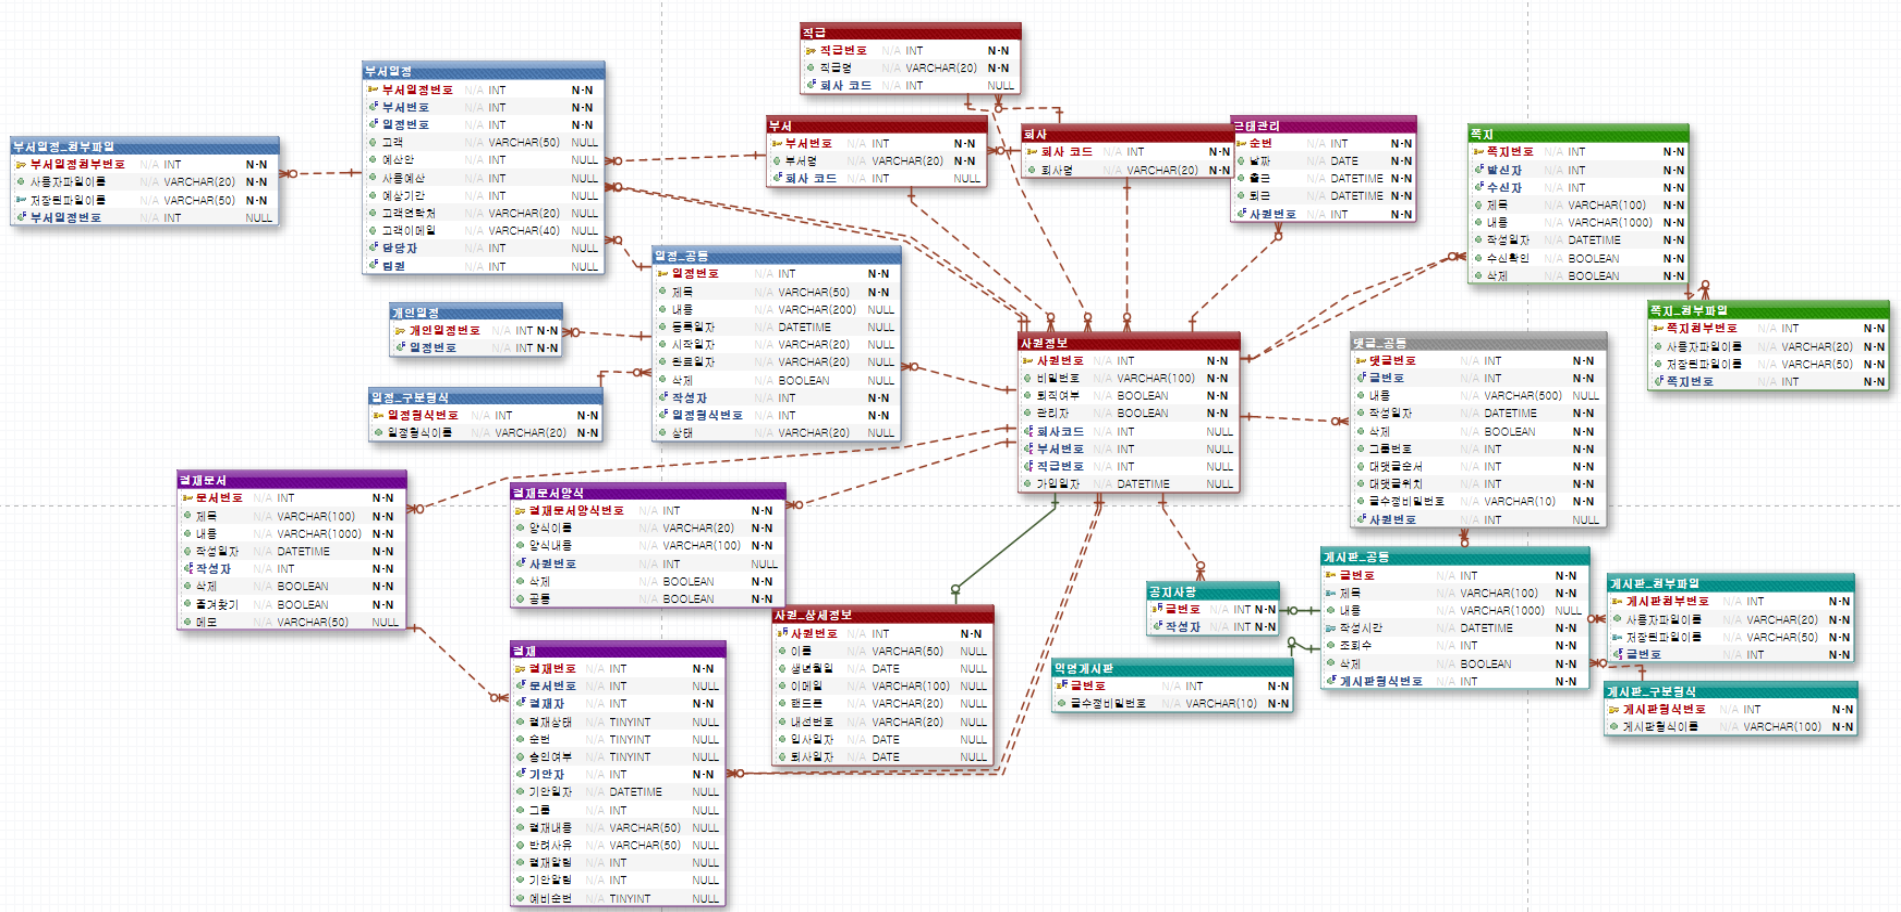 직급
직급번호 N/A INT N-N
직급명 N/A VARCHAR(20) N-N
회사 코드 N/A INT NULL
부서일정
부서일정번호 N/A INT N-N
부서번호 N/A INT N-N
일정번호 N/A INT N-N
고객 N/A VARCHAR(50) NULL
예산안 N/A INT NULL
사용예산 N/A INT NULL
예상기간 N/A INT NULL
고객연락처 N/A VARCHAR(20) NULL
고객이메일 N/A VARCHAR(40) NULL
담당자 N/A INT NULL
팀원 N/A INT NULL
부서
부서번호 N/A INT N-N
부서명 N/A VARCHAR(20) N-N
회사 코드 N/A INT NULL
회사
회사 코드 N/A INT N-N
회사명 N/A VARCHAR(20) N-N
근태관리
순번 N/A INT N-N
날짜 N/A DATE N-N
출근 N/A DATETIME N-N
퇴근 N/A DATETIME N-N
사원번호 N/A INT N-N
쪽지
쪽지번호 N/A INT N-N
발신자 N/A INT N-N
수신자 N/A INT N-N
제목 N/A VARCHAR(100) N-N
내용 N/A VARCHAR(1000) N-N
작성일자 N/A DATETIME N-N
수신확인 N/A BOOLEAN N-N
삭제 N/A BOOLEAN N-N
부서일정_첨부파일
부서일정첨부번호 N/A INT N-N
사용자파일이름 N/A VARCHAR(20) N-N
저장된파일이름 N/A VARCHAR(50) N-N
부서일정번호 N/A INT NULL
일정_공통
일정번호 N/A INT N-N
제목 N/A VARCHAR(50) N-N
내용 N/A VARCHAR(200) NULL
등록일자 N/A DATETIME NULL
시작일자 N/A VARCHAR(20) NULL
완료일자 N/A VARCHAR(20) NULL
삭제 N/A BOOLEAN NULL
작성자 N/A INT N-N
일정형식번호 N/A INT N-N
상태 N/A VARCHAR(20) NULL
개인일정
개인일정번호 N/A INT N-N
일정번호 N/A INT N-N
쪽지_첨부파일
쪽지첨부번호 N/A INT N-N
사용자파일이름 N/A VARCHAR(20) N-N
저장된파일이름 N/A VARCHAR(50) N-N
쪽지번호 N/A INT N-N
사원정보
사원번호 N/A INT N-N
비밀번호 N/A VARCHAR(100) N-N
퇴직여부 N/A BOOLEAN N-N
관리자 N/A BOOLEAN N-N
회사코드 N/A INT NULL
부서번호 N/A INT NULL
직급번호 N/A INT NULL
가입일자 N/A DATETIME NULL
댓글_공통
댓글번호 N/A INT N-N
글번호 N/A INT N-N
내용 N/A VARCHAR(500) NULL
작성일자 N/A DATETIME N-N
삭제 N/A BOOLEAN N-N
그룹번호 N/A INT N-N
대댓글순서 N/A INT N-N
대댓글위치 N/A INT N-N
글수정비밀번호 N/A VARCHAR(10) N-N
사원번호 N/A INT NULL
일정_구분형식
일정형식번호 N/A INT N-N
일정형식이름 N/A VARCHAR(20) N-N
결재문서
문서번호 N/A INT N-N
제목 N/A VARCHAR(100) N-N
내용 N/A VARCHAR(1000) N-N
작성일자 N/A DATETIME N-N
작성자 N/A INT N-N
삭제 N/A BOOLEAN N-N
즐겨찾기 N/A BOOLEAN N-N
메모 N/A VARCHAR(50) NULL
결재문서양식
결재문서양식번호 N/A INT N-N
양식이름 N/A VARCHAR(20) N-N
양식내용 N/A VARCHAR(100) N-N
사원번호 N/A INT NULL
삭제 N/A BOOLEAN N-N
공통 N/A BOOLEAN N-N
게시판_공통
글번호 N/A INT N-N
제목 N/A VARCHAR(100) N-N
내용 N/A VARCHAR(1000) NULL
작성시간 N/A DATETIME N-N
조회수 N/A INT N-N
삭제 N/A BOOLEAN N-N
게시판형식번호 N/A INT N-N
게시판_첨부파일
게시판첨부번호 N/A INT N-N
사용자파일이름 N/A VARCHAR(20) N-N
저장된파일이름 N/A VARCHAR(50) N-N
글번호 N/A INT N-N
공지사항
글번호 N/A INT N-N
작성자 N/A INT N-N
사원_상세정보
사원번호 N/A INT N-N
이름 N/A VARCHAR(50) NULL
생년월일 N/A DATE NULL
이메일 N/A VARCHAR(100) NULL
핸드폰 N/A VARCHAR(20) NULL
내선번호 N/A VARCHAR(20) NULL
입사일자 N/A DATE NULL
퇴사일자 N/A DATE NULL
결재
결재번호 N/A INT N-N
문서번호 N/A INT NULL
결재자 N/A INT N-N
결재상태 N/A TINYINT NULL
순번 N/A TINYINT NULL
승인여부 N/A TINYINT NULL
기안자 N/A INT N-N
기안일자 N/A DATETIME NULL
그룹 N/A INT NULL
결재내용 N/A VARCHAR(50) NULL
반려사유 N/A VARCHAR(50) NULL
결재알림 N/A INT NULL
기안알림 N/A INT NULL
예비순번 N/A TINYINT NULL
익명게시판
글번호 N/A INT N-N
글수정비밀번호 N/A VARCHAR(10) N-N
게시판_구분형식
게시판형식번호 N/A INT N-N
게시판형식이름 N/A VARCHAR(100) N-N